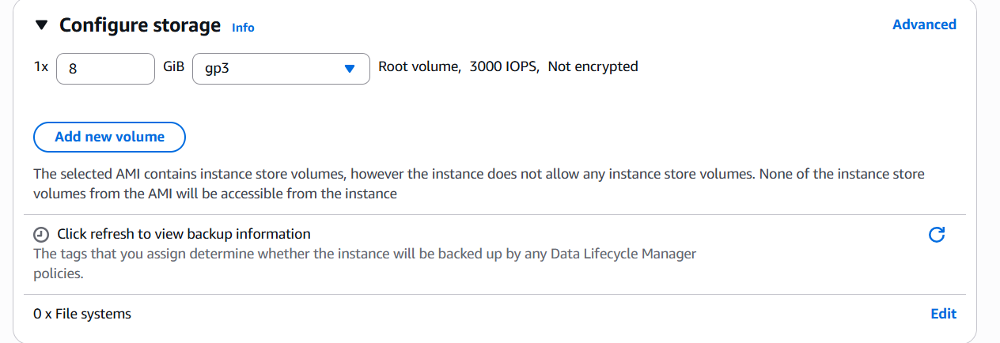 Configure storage Info Advanced
1x 8 GiB gp3 Root volume, 3000 IOPS, Not encrypted
Add new volume
The selected AMI contains instance store volumes, however the instance does not allow any instance store volumes. None of the instance store
volumes from the AMI will be accessible from the instance
Click refresh to view backup information
The tags that you assign determine whether the instance will be backed up by any Data Lifecycle Manager
policies.
0 x File systems Edit